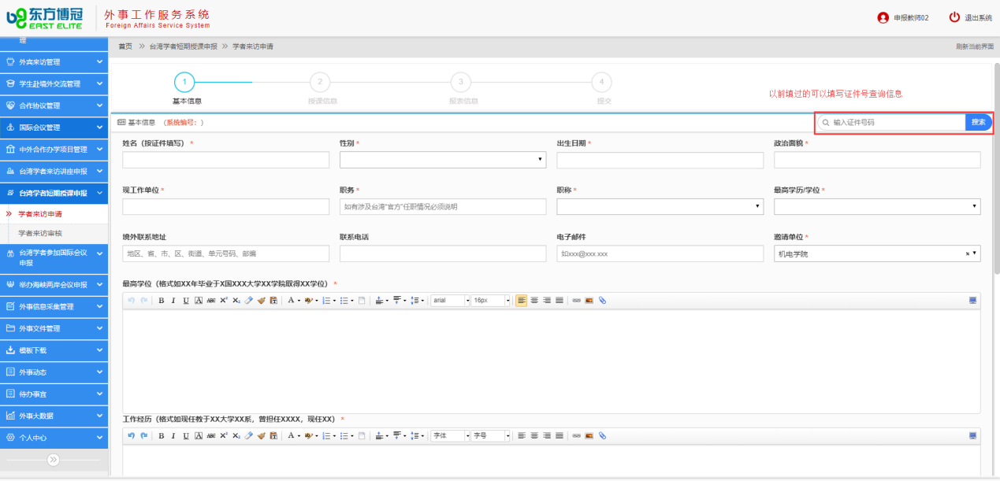 东方博冠
EAST ELITE
外事工作服务系统
Foreign Affairs Service System
申报教师02
退出系统
理
外宾来访管理
学生赴境外交流管理
合作协议管理
国际会议管理
中外合作办学项目管理
台湾学者来访讲座申报
台湾学者短期授课申报
学者来访申请
学者来访审核
台湾学者参加国际会议
申报
举办海峡两岸会议申报
外事信息采集管理
外事文件管理
模板下载
外事动态
待办事宜
外事大数据
个人中心
首页 >> 台湾学者短期授课申报 >> 学者来访申请
刷新当前界面
1 2 3 4
基本信息 授课信息 报表信息 提交
以前填过的可以填写证件号查询信息
基本信息 （系统编号：）
输入证件号码 搜索
姓名（按证件填写） * 性别 * 出生日期 * 政治面貌 *
现工作单位 * 职务 * 职称 * 最高学历/学位 *
如有涉及台湾“官方”任职情况必须说明
境外联系地址 联系电话 电子邮件 邀请单位 *
地区、省、市、区、街道、单元号码、邮编 如xxx@xxx.xxx 机电学院 ×
最高学位（格式如XX年毕业于X国XXX大学XX学院取得XX学位） *
B I U A ABC X² X₂ A arial 16px
工作经历（格式如现任教于XX大学XX系，曾担任XXXX，现任XX） *
B I U A ABC X² X₂ A 字体 字号